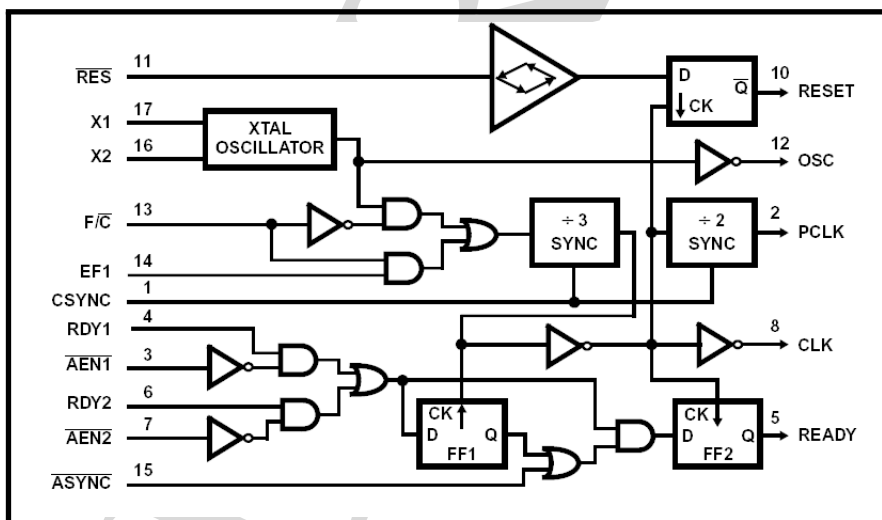 11
RES
D
Q
CK
10
RESET
17
X1
16
X2
XTAL
OSCILLATOR
12
OSC
13
F/C
÷ 3
SYNC
÷ 2
SYNC
2
PCLK
14
EF1
1
CSYNC
4
RDY1
8
CLK
3
AEN1
6
RDY2
CK
D
Q
FF1
CK
D
Q
FF2
5
READY
7
AEN2
15
ASYNC